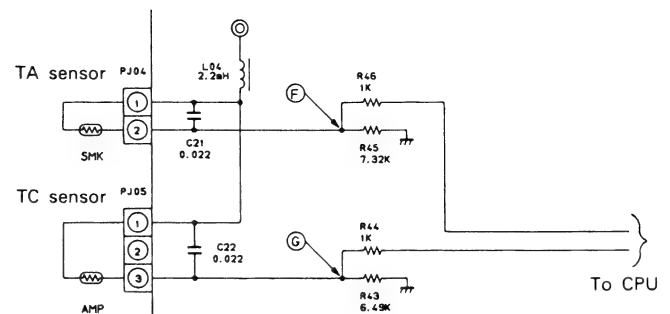 TA sensor
PJ04
L04
2.2mH
1
2
SMK
C21
0.022
F
R46
1K
R45
7.32K
TC sensor
PJ05
1
2
3
AMP
C22
0.022
G
R44
1K
R43
6.49K
To CPU